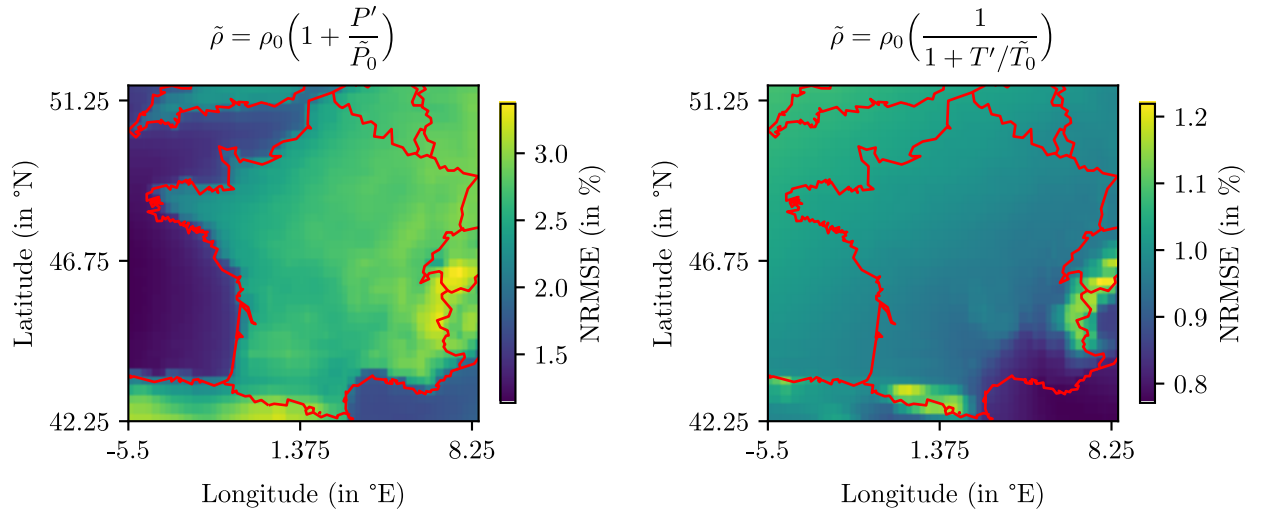 ρ̃ = ρ₀(1 + P′/P̃₀)
51.25
46.75
42.25
-5.5
1.375
8.25
Latitude (in °N)
Longitude (in °E)
3.0
2.5
2.0
1.5
NRMSE (in %)
ρ̃ = ρ₀(1/(1 + T′/T̃₀))
51.25
46.75
42.25
-5.5
1.375
8.25
Latitude (in °N)
Longitude (in °E)
1.2
1.1
1.0
0.9
0.8
NRMSE (in %)